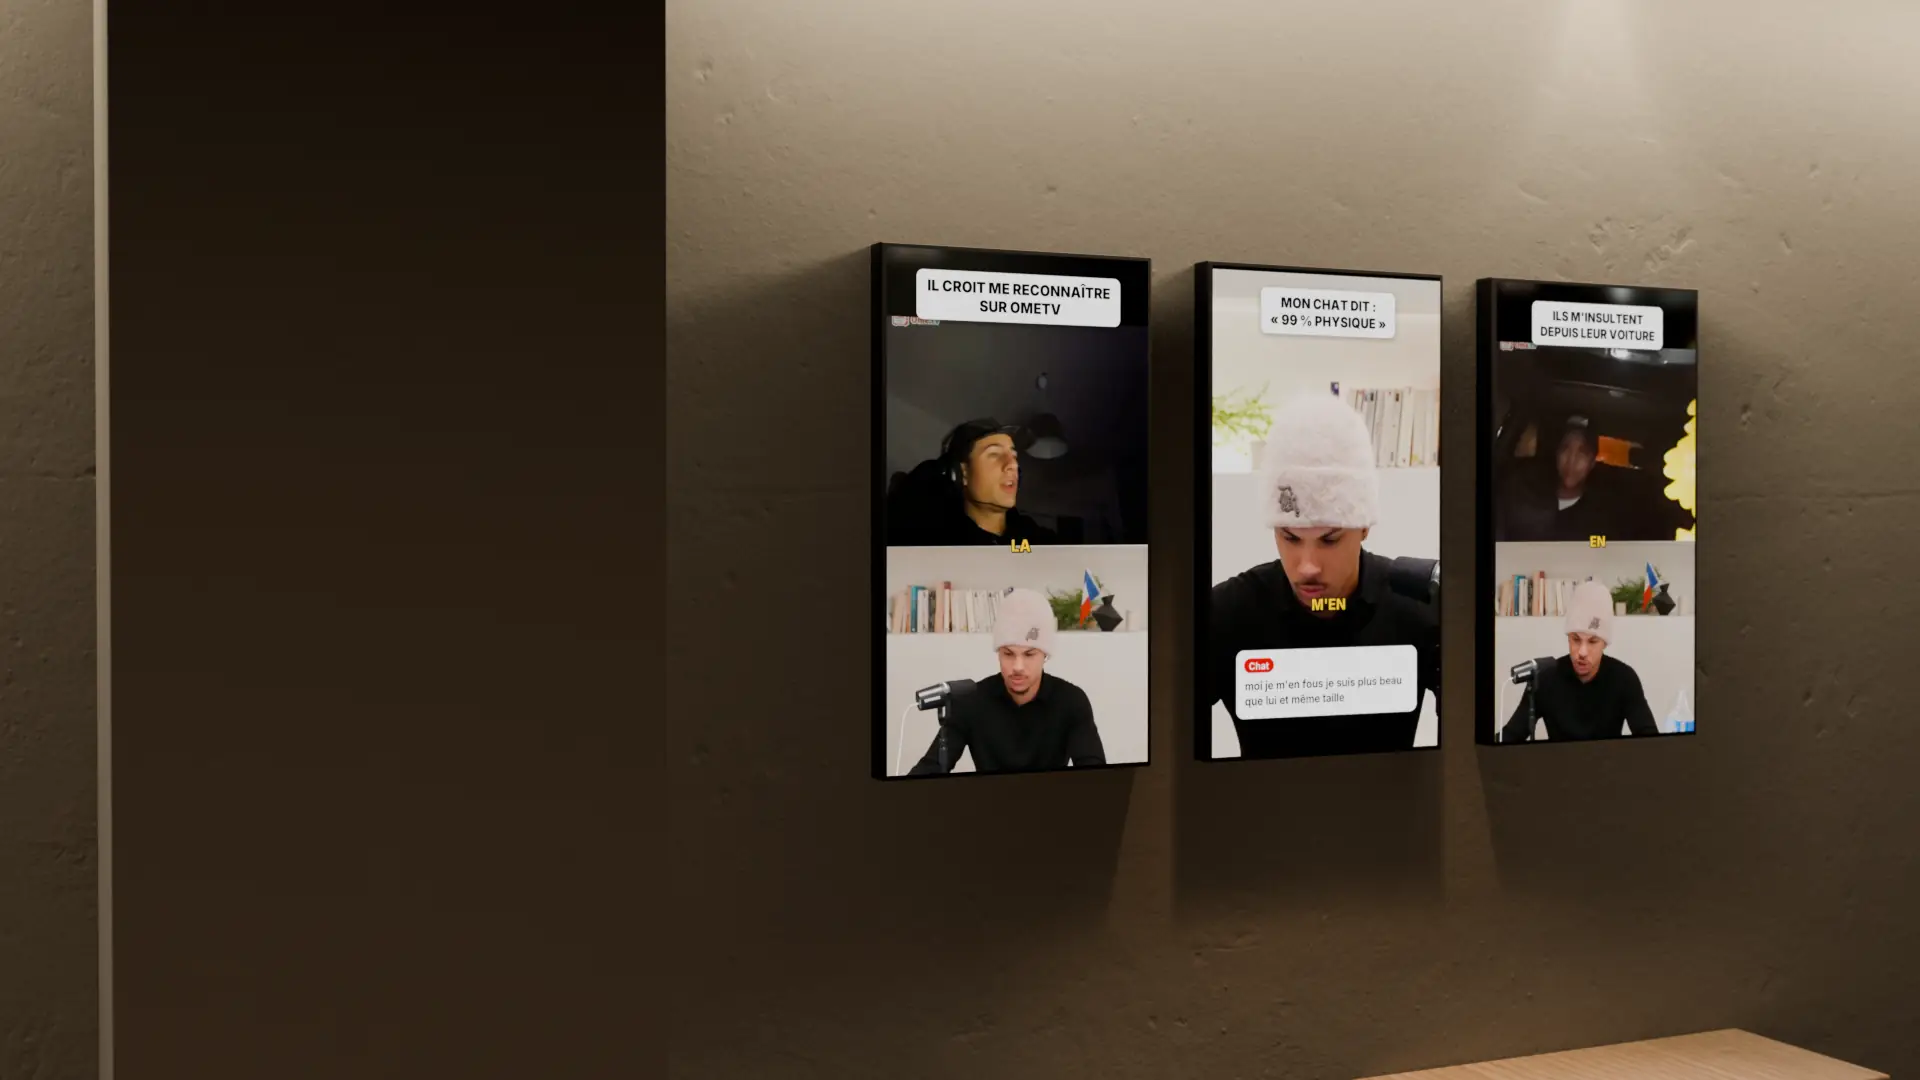 IL CROIT ME RECONNAÎTRE
SUR OMETV
LA
MON CHAT DIT :
« 99 % PHYSIQUE »
M'EN
Chat
moi je m'en fous je suis plus beau
que lui et même taille
ILS M'INSULTENT
DEPUIS LEUR VOITURE
EN